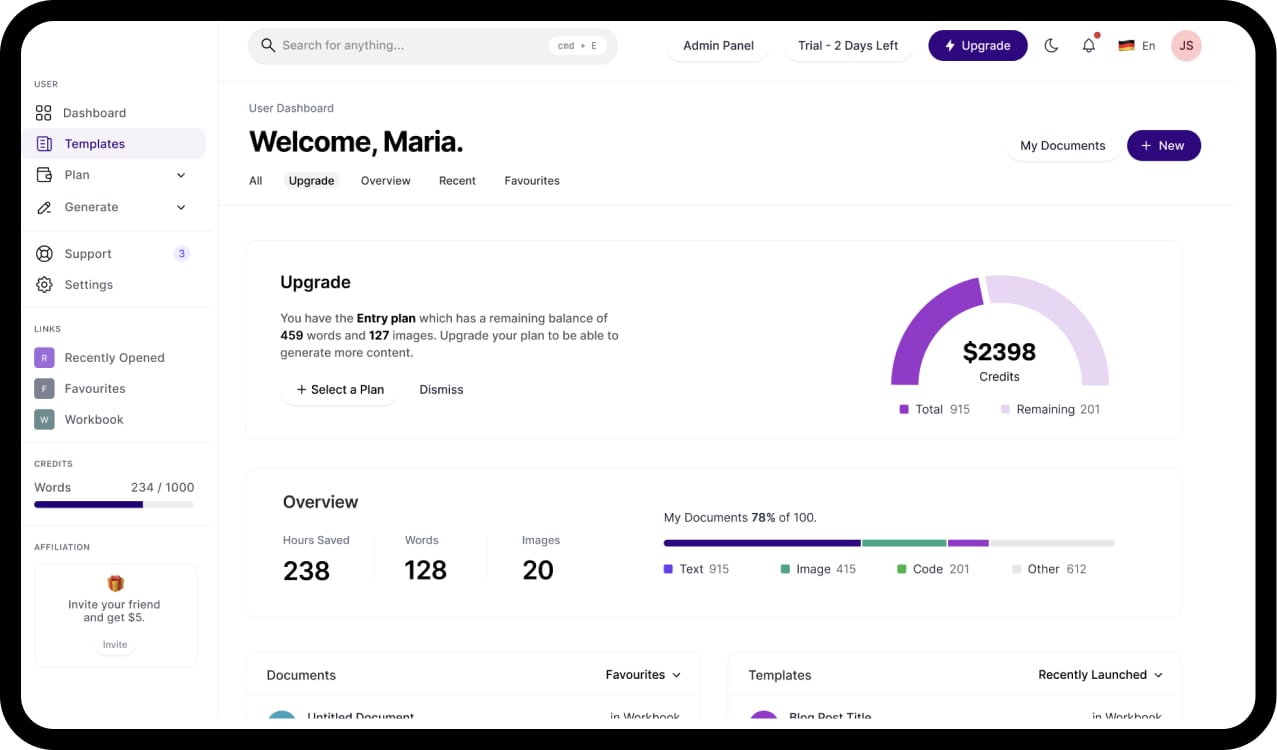 Search for anything...
cmd + E
Admin Panel
Trial - 2 Days Left
Upgrade
En
JS
USER
Dashboard
Templates
Plan
Generate
Support 3
Settings
LINKS
R Recently Opened
F Favourites
W Workbook
CREDITS
Words 234 / 1000
AFFILIATION
Invite your friend
and get $5.
Invite
User Dashboard
Welcome, Maria.
My Documents
+ New
All Upgrade Overview Recent Favourites
Upgrade
You have the Entry plan which has a remaining balance of
459 words and 127 images. Upgrade your plan to be able to
generate more content.
+ Select a Plan Dismiss
$2398
Credits
Total 915 Remaining 201
Overview
Hours Saved Words Images
238 128 20
My Documents 78% of 100.
Text 915 Image 415 Code 201 Other 612
Documents Favourites
Untitled Document in Workbook
Templates Recently Launched
Blog Post Title in Workbook